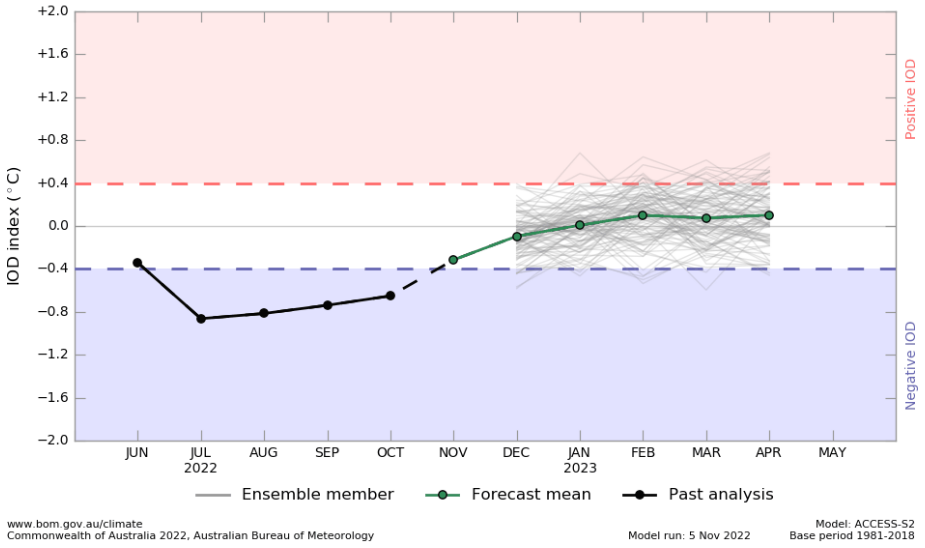 +2.0
+1.6
+1.2
+0.8
+0.4
0.0
−0.4
−0.8
−1.2
−1.6
−2.0
IOD index (°C)
Positive IOD
Negative IOD
JUN JUL AUG SEP OCT NOV DEC JAN FEB MAR APR MAY
2022 2023
Ensemble member Forecast mean Past analysis
www.bom.gov.au/climate Model: ACCESS-S2
Commonwealth of Australia 2022, Australian Bureau of Meteorology Model run: 5 Nov 2022 Base period 1981-2018